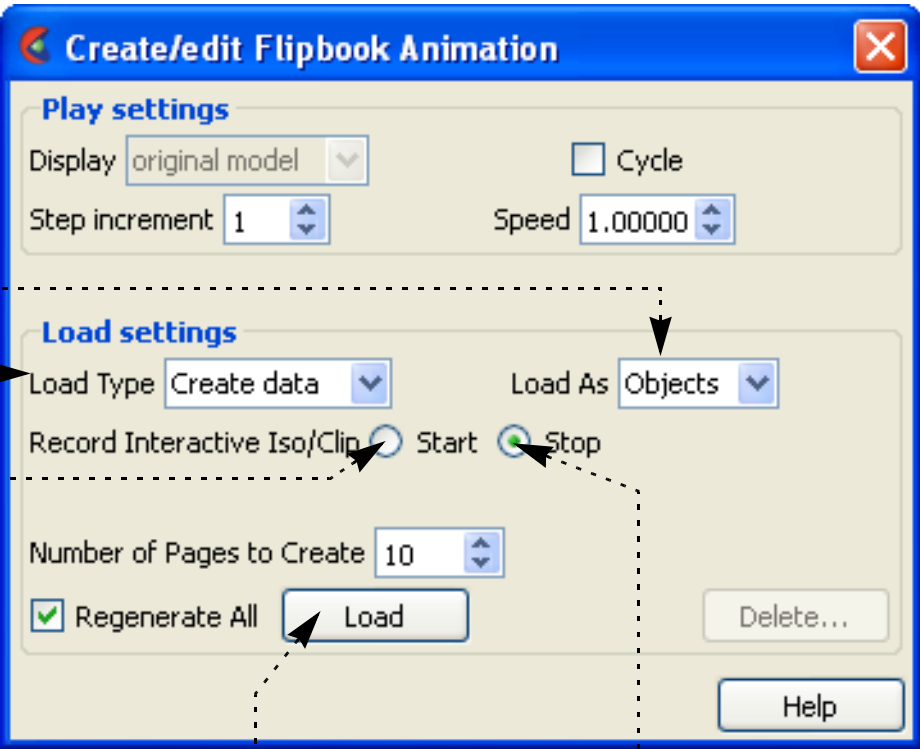 Create/edit Flipbook Animation
Play settings
Display original model Cycle
Step increment 1 Speed 1.00000
Load settings
Load Type Create data Load As Objects
Record Interactive Iso/Clip Start Stop
Number of Pages to Create 10
Regenerate All Load Delete...
Help